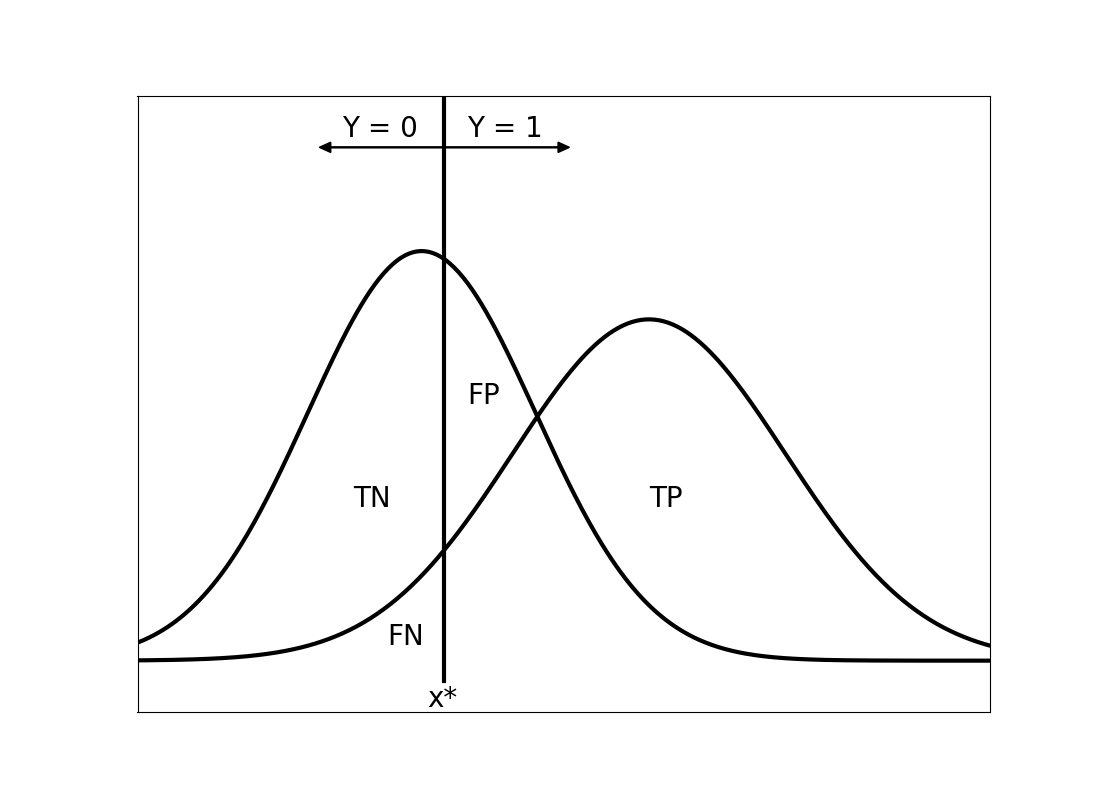 Y = 0
Y = 1
FP
TN
TP
FN
x*